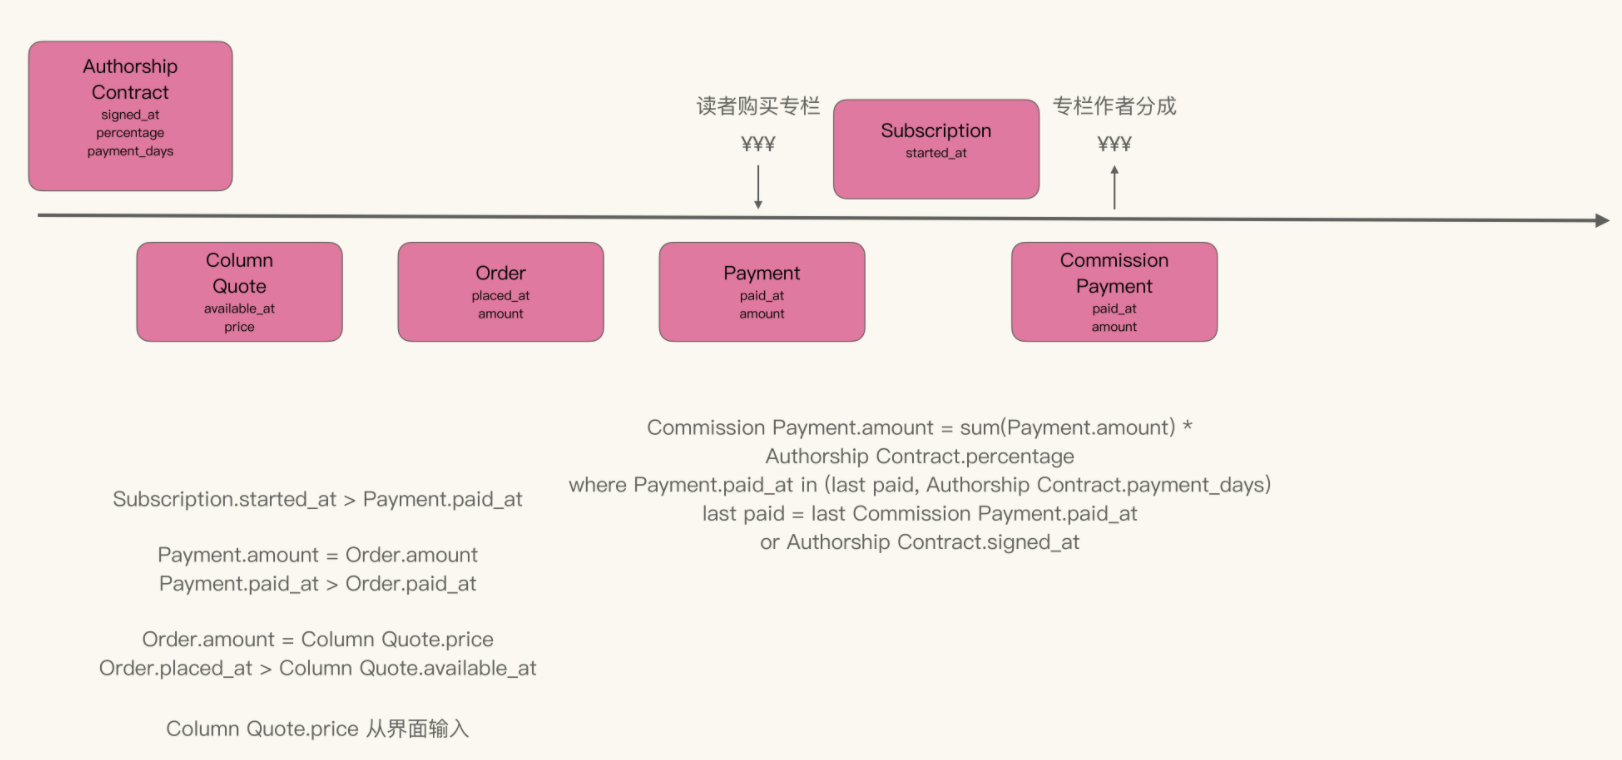 Authorship
Contract
signed_at
percentage
payment_days
读者购买专栏
¥¥¥
Subscription
started_at
专栏作者分成
¥¥¥
Column
Quote
available_at
price
Order
placed_at
amount
Payment
paid_at
amount
Commission
Payment
paid_at
amount
Subscription.started_at > Payment.paid_at
Payment.amount = Order.amount
Payment.paid_at > Order.paid_at
Order.amount = Column Quote.price
Order.placed_at > Column Quote.available_at
Column Quote.price 从界面输入
Commission Payment.amount = sum(Payment.amount) *
Authorship Contract.percentage
where Payment.paid_at in (last paid, Authorship Contract.payment_days)
last paid = last Commission Payment.paid_at
or Authorship Contract.signed_at